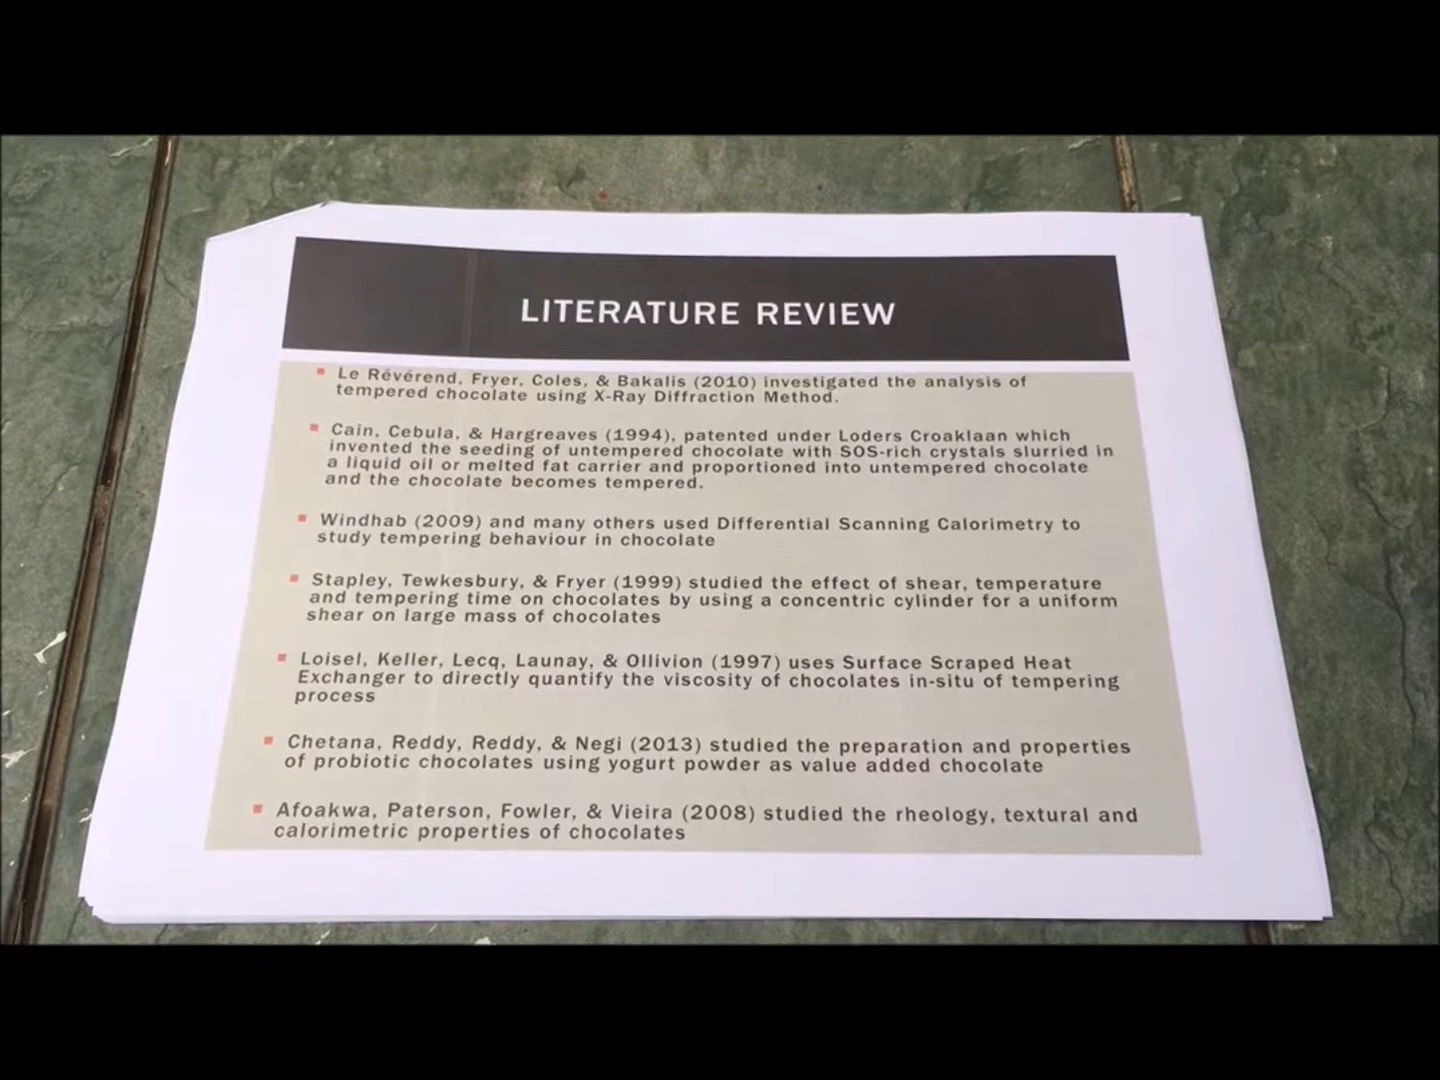 LITERATURE REVIEW
▪ Le Révérend, Fryer, Coles, & Bakalis (2010) investigated the analysis of
tempered chocolate using X-Ray Diffraction Method.
▪ Cain, Cebula, & Hargreaves (1994), patented under Loders Croaklaan which
invented the seeding of untempered chocolate with SOS-rich crystals slurried in
a liquid oil or melted fat carrier and proportioned into untempered chocolate
and the chocolate becomes tempered.
▪ Windhab (2009) and many others used Differential Scanning Calorimetry to
study tempering behaviour in chocolate
▪ Stapley, Tewkesbury, & Fryer (1999) studied the effect of shear, temperature
and tempering time on chocolates by using a concentric cylinder for a uniform
shear on large mass of chocolates
▪ Loisel, Keller, Lecq, Launay, & Ollivion (1997) uses Surface Scraped Heat
Exchanger to directly quantify the viscosity of chocolates in-situ of tempering
process
▪ Chetana, Reddy, Reddy, & Negi (2013) studied the preparation and properties
of probiotic chocolates using yogurt powder as value added chocolate
▪ Afoakwa, Paterson, Fowler, & Vieira (2008) studied the rheology, textural and
calorimetric properties of chocolates